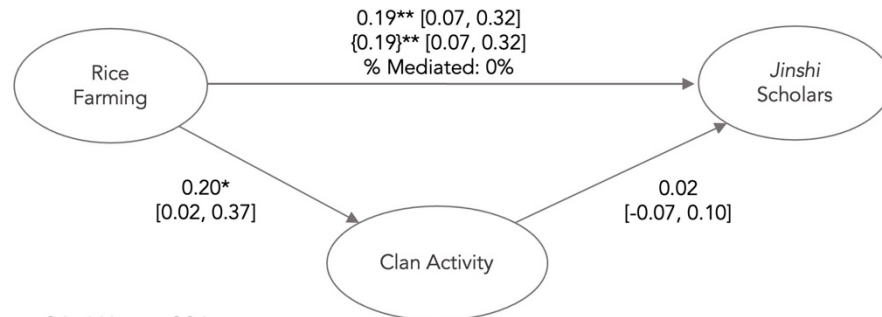 0.19** [0.07, 0.32]
{0.19}** [0.07, 0.32]
% Mediated: 0%
Rice
Farming
Jinshi
Scholars
0.20*
[0.02, 0.37]
0.02
[-0.07, 0.10]
Clan Activity